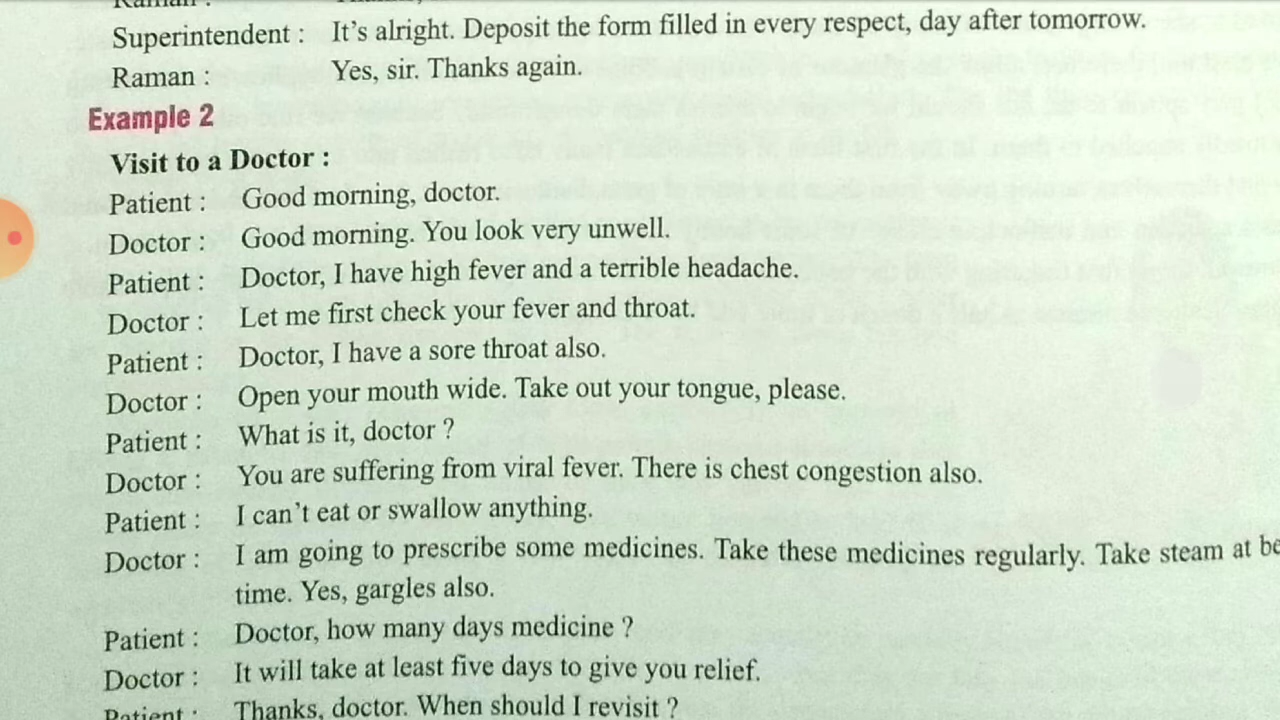 Superintendent : It's alright. Deposit the form filled in every respect, day after tomorrow.
Raman : Yes, sir. Thanks again.
Example 2
Visit to a Doctor :
Patient : Good morning, doctor.
Doctor : Good morning. You look very unwell.
Patient : Doctor, I have high fever and a terrible headache.
Doctor : Let me first check your fever and throat.
Patient : Doctor, I have a sore throat also.
Doctor : Open your mouth wide. Take out your tongue, please.
Patient : What is it, doctor ?
Doctor : You are suffering from viral fever. There is chest congestion also.
Patient : I can't eat or swallow anything.
Doctor : I am going to prescribe some medicines. Take these medicines regularly. Take steam at
time. Yes, gargles also.
Patient : Doctor, how many days medicine ?
Doctor : It will take at least five days to give you relief.
Patient : Thanks, doctor. When should I revisit ?